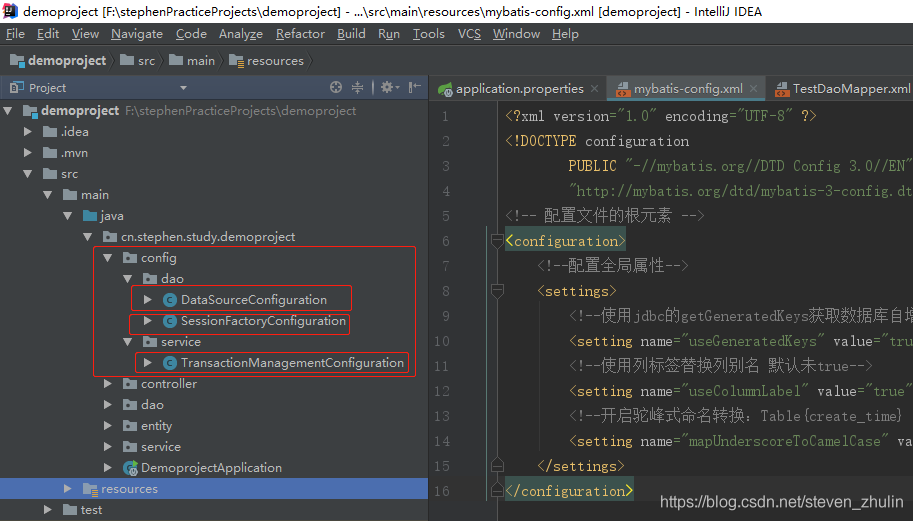 demoproject [F:\stephenPracticeProjects\demoproject] - ...\src\main\resources\mybatis-config.xml [demoproject] - IntelliJ IDEA
File Edit View Navigate Code Analyze Refactor Build Run Tools VCS Window Help
demoproject src main resources
Project
application.properties mybatis-config.xml TestDaoMapper.xml
demoproject F:\stephenPracticeProjects\demoproject
.idea
.mvn
src
main
java
cn.stephen.study.demoproject
config
dao
DataSourceConfiguration
SessionFactoryConfiguration
service
TransactionManagementConfiguration
controller
dao
entity
service
DemoprojectApplication
resources
test
1 <?xml version="1.0" encoding="UTF-8" ?>
2 <!DOCTYPE configuration
3 PUBLIC "-//mybatis.org//DTD Config 3.0//EN"
4 "http://mybatis.org/dtd/mybatis-3-config.dt
5 <!-- 配置文件的根元素 -->
6 <configuration>
7 <!--配置全局属性-->
8 <settings>
9 <!--使用jdbc的getGeneratedKeys获取数据库自增
10 <setting name="useGeneratedKeys" value="tru
11 <!--使用列标签替换列别名 默认未true-->
12 <setting name="useColumnLabel" value="true"
13 <!--开启驼峰式命名转换：Table{create_time}
14 <setting name="mapUnderscoreToCamelCase" va
15 </settings>
16 </configuration>
https://blog.csdn.net/steven_zhulin